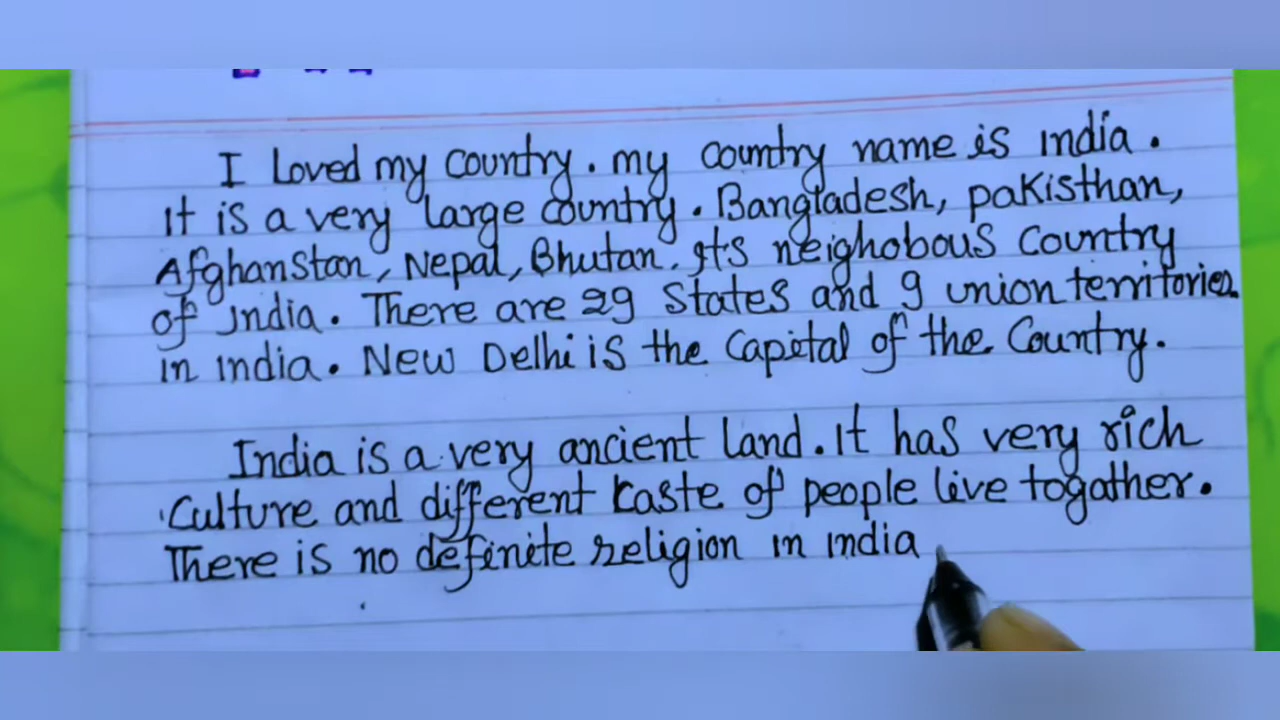 I Loved my country. my country name is india.
It is a very large country. Bangladesh, pakisthan,
Afghanstan, Nepal, Bhutan. It's neighobous country
of india. There are 29 states and 9 union territories
in india. New Delhi is the capital of the Country.
India is a very ancient land. It has very rich
Culture and different kaste of people live togather.
There is no definite religion in india